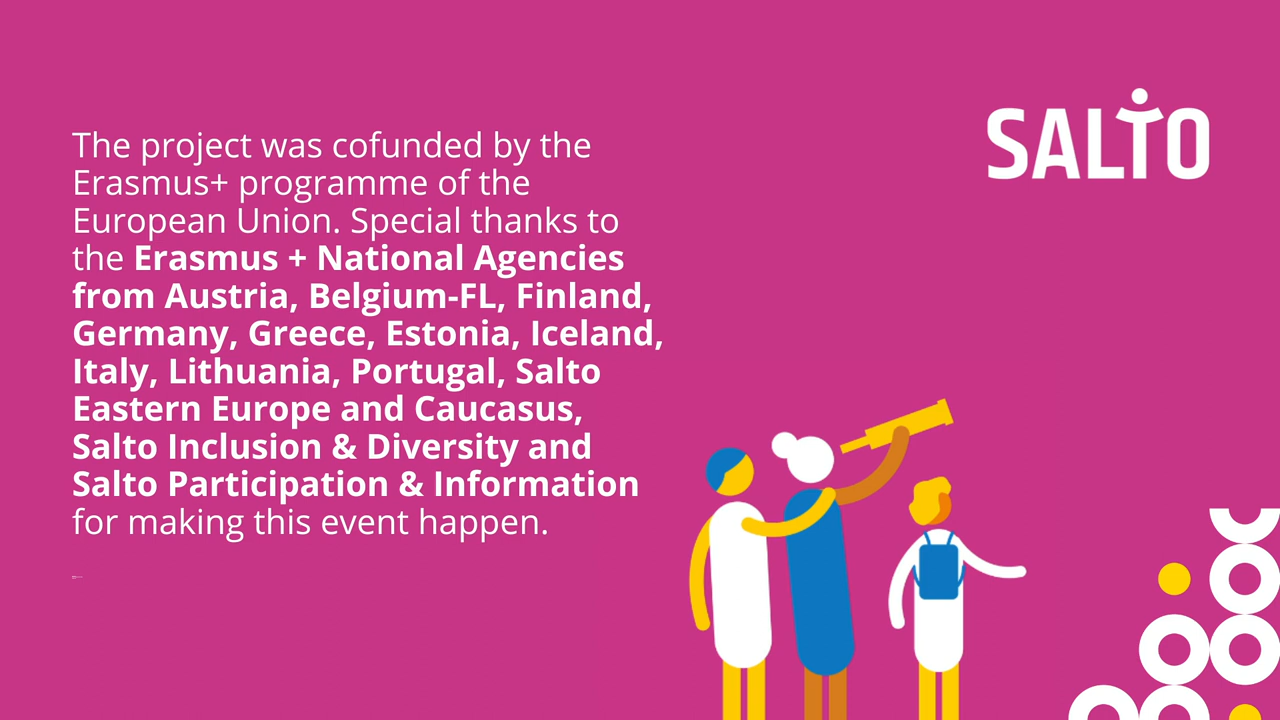 SALTO
The project was cofunded by the
Erasmus+ programme of the
European Union. Special thanks to
the Erasmus + National Agencies
from Austria, Belgium-FL, Finland,
Germany, Greece, Estonia, Iceland,
Italy, Lithuania, Portugal, Salto
Eastern Europe and Caucasus,
Salto Inclusion & Diversity and
Salto Participation & Information
for making this event happen.